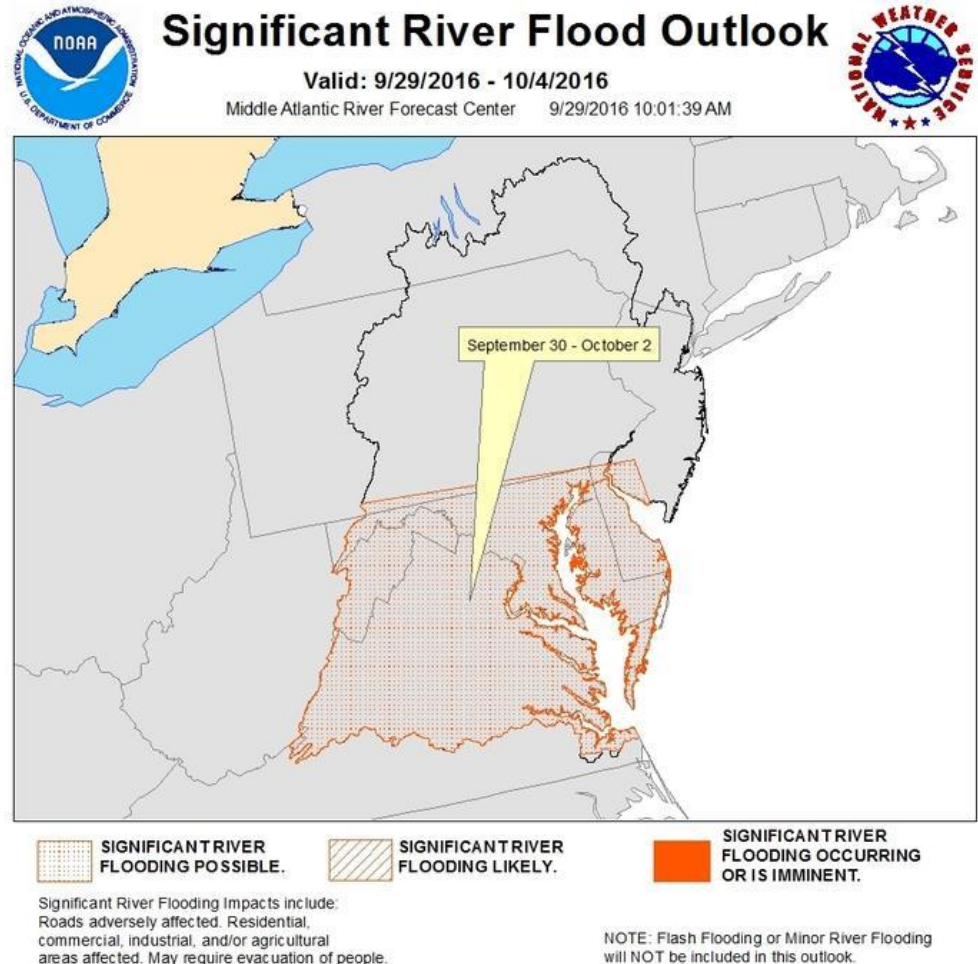 NOAA
NATIONAL OCEANIC AND ATMOSPHERIC ADMINISTRATION
U.S. DEPARTMENT OF COMMERCE
Significant River Flood Outlook
NATIONAL WEATHER SERVICE
Valid: 9/29/2016 - 10/4/2016
Middle Atlantic River Forecast Center 9/29/2016 10:01:39 AM
September 30 - October 2
SIGNIFICANT RIVER
FLOODING POSSIBLE.
SIGNIFICANT RIVER
FLOODING LIKELY.
SIGNIFICANT RIVER
FLOODING OCCURRING
OR IS IMMINENT.
Significant River Flooding Impacts include:
Roads adversely affected. Residential,
commercial, industrial, and/or agricultural
areas affected. May require evacuation of people.
NOTE: Flash Flooding or Minor River Flooding
will NOT be included in this outlook.